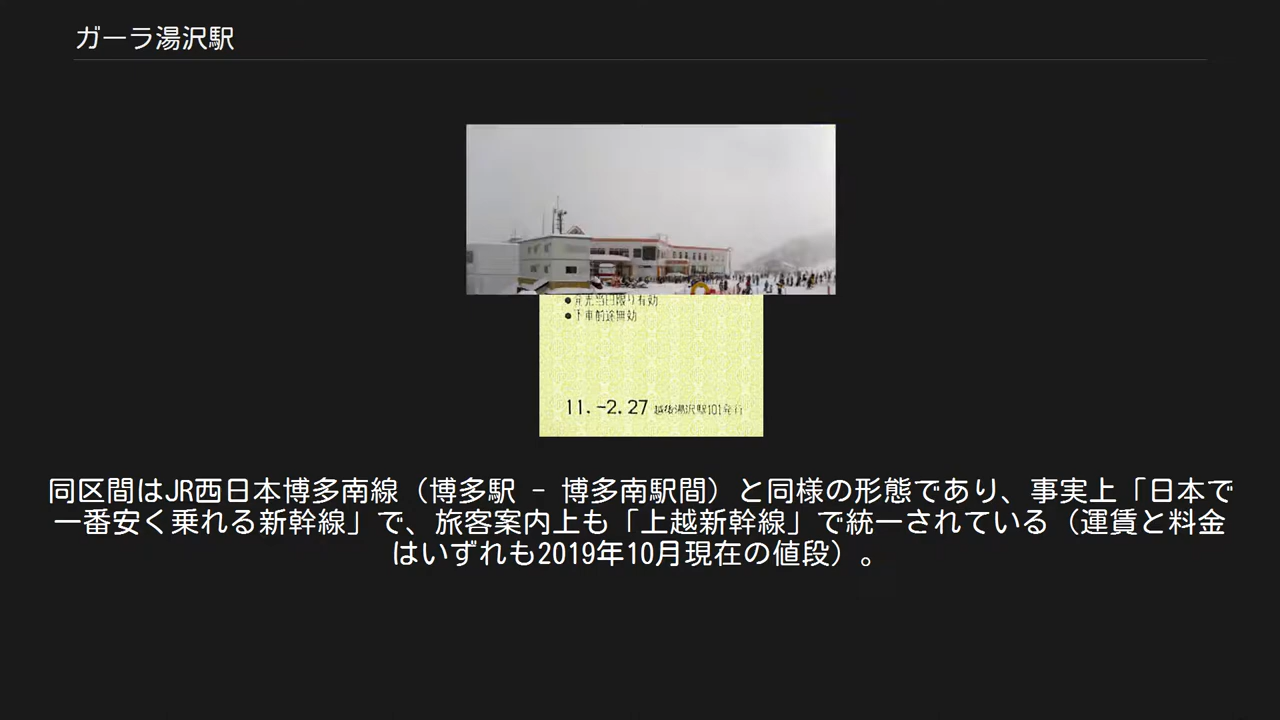 ガーラ湯沢駅
●発売当日限り有効
●下車前途無効
11.-2.27 越後湯沢駅101発行
同区間はJR西日本博多南線（博多駅 - 博多南駅間）と同様の形態であり、事実上「日本で
一番安く乗れる新幹線」で、旅客案内上も「上越新幹線」で統一されている（運賃と料金
はいずれも2019年10月現在の値段）。